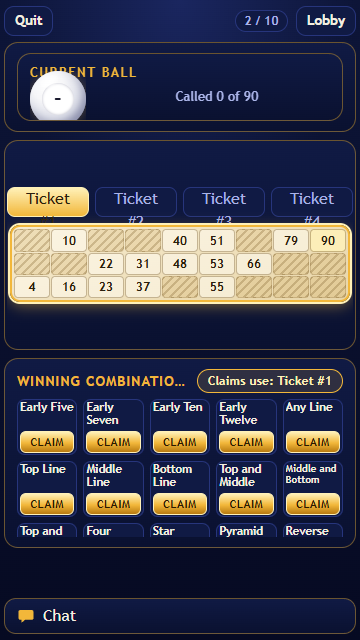 Quit
2 / 10
Lobby
CURRENT BALL
-
Called 0 of 90
Ticket
Ticket
Ticket
Ticket
#2
#3
#4
10 40 51 79 90
22 31 48 53 66
4 16 23 37 55
WINNING COMBINATIO...
Claims use: Ticket #1
Early Five
Early Seven
Early Ten
Early Twelve
Any Line
CLAIM CLAIM CLAIM CLAIM CLAIM
Top Line
Middle Line
Bottom Line
Top and Middle
Middle and Bottom
CLAIM CLAIM CLAIM CLAIM CLAIM
Top and
Four
Star
Pyramid
Reverse
Chat